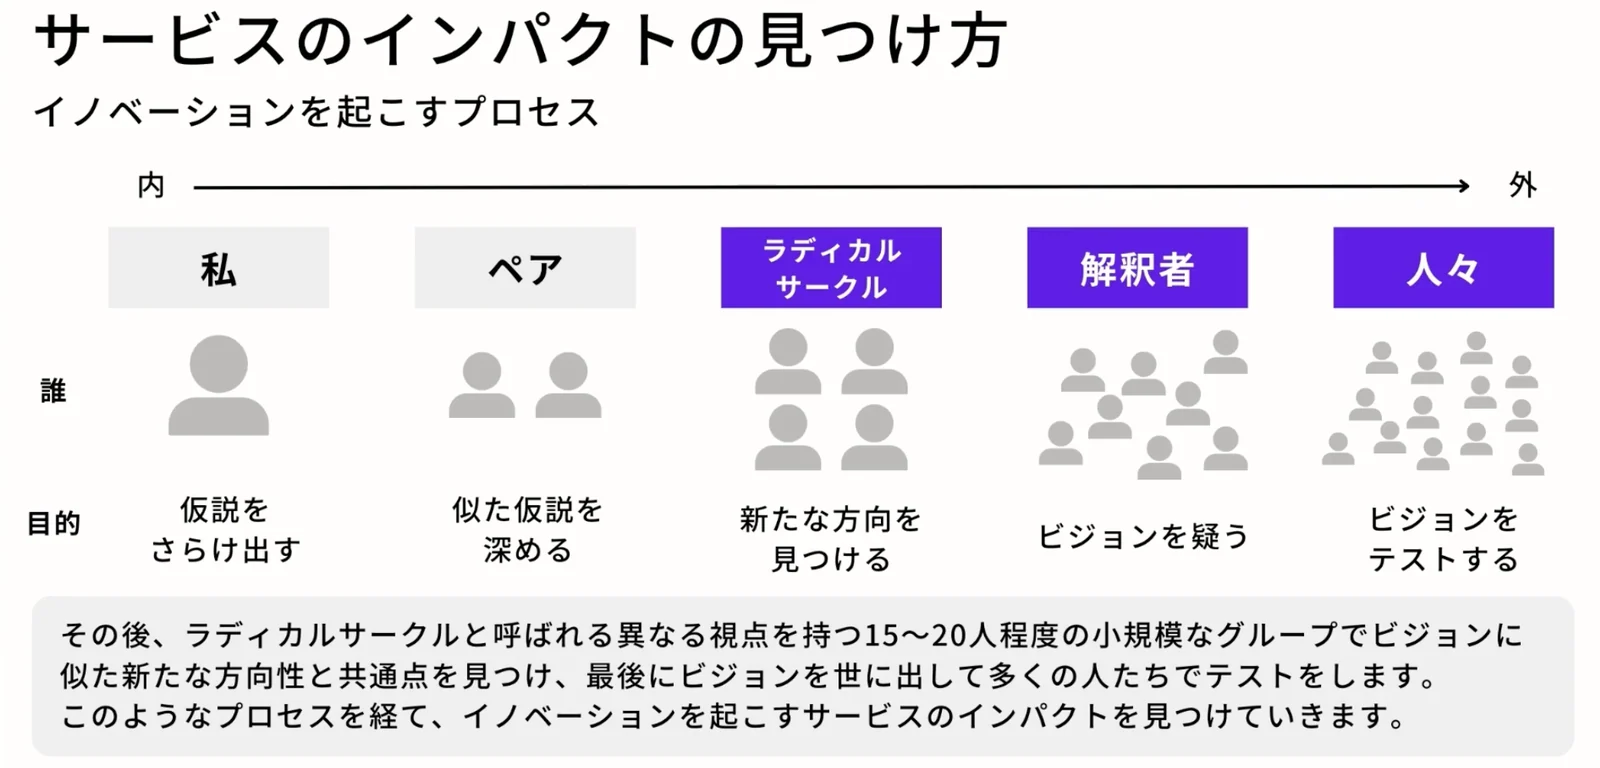 サービスのインパクトの見つけ方
イノベーションを起こすプロセス
内
外
私
ペア
ラディカル
サークル
解釈者
人々
誰
目的
仮説を
さらけ出す
似た仮説を
深める
新たな方向を
見つける
ビジョンを疑う
ビジョンを
テストする
その後、ラディカルサークルと呼ばれる異なる視点を持つ15〜20人程度の小規模なグループでビジョンに
似た新たな方向性と共通点を見つけ、最後にビジョンを世に出して多くの人たちでテストをします。
このようなプロセスを経て、イノベーションを起こすサービスのインパクトを見つけていきます。